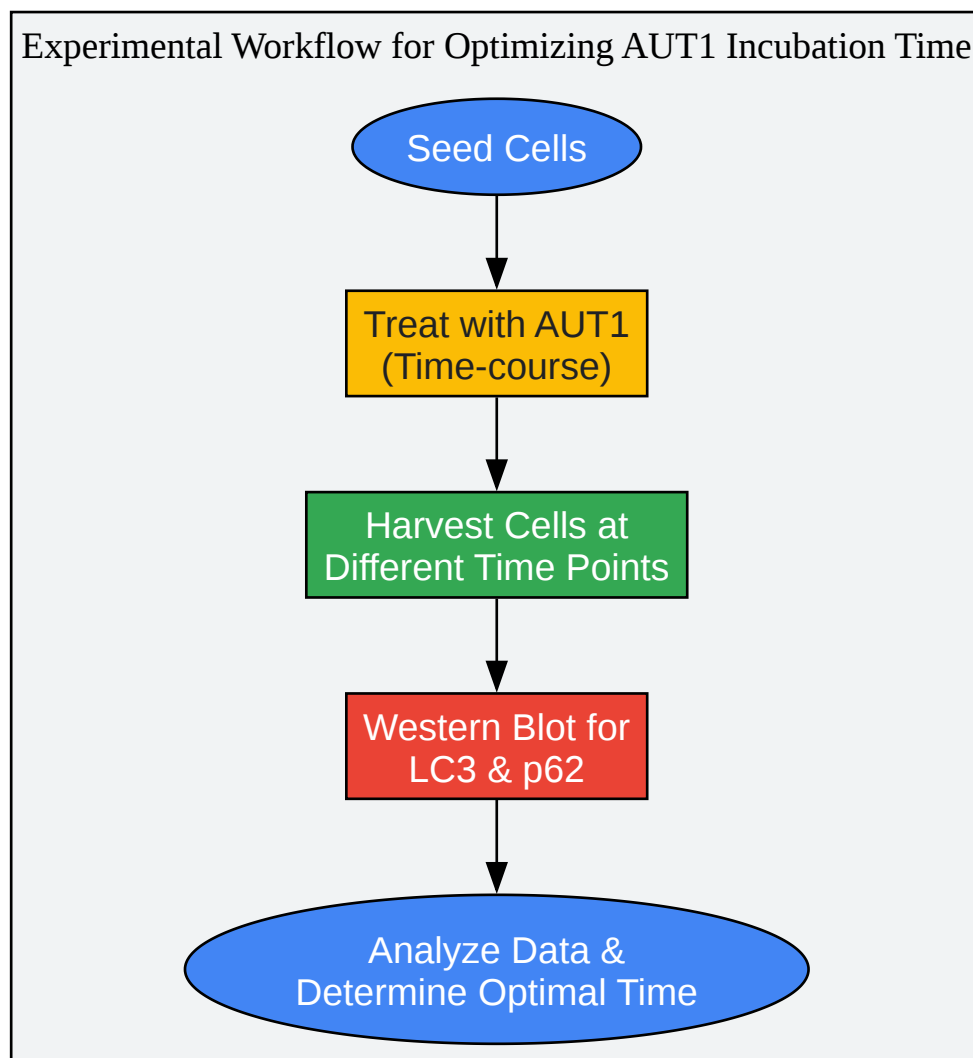 Experimental Workflow for Optimizing AUT1 Incubation Time
Seed Cells
Treat with AUT1
(Time-course)
Harvest Cells at
Different Time Points
Western Blot for
LC3 & p62
Analyze Data &
Determine Optimal Time